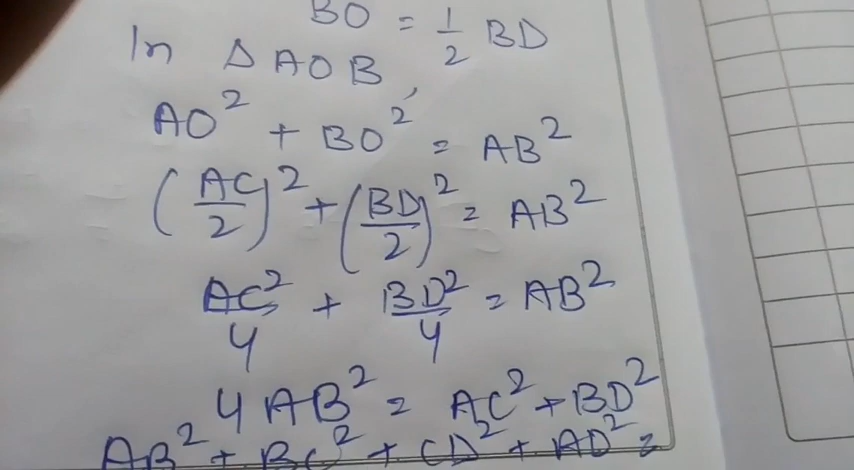 BO = 1/2 BD
In Δ AOB,
AO² + BO² = AB²
(AC/2)² + (BD/2)² = AB²
AC²/4 + BD²/4 = AB²
4AB² = AC² + BD²
AB² + BC² + CD² + AD² =